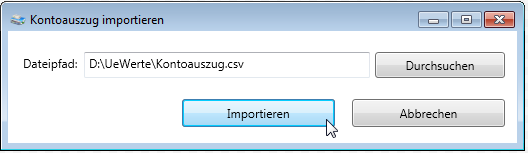 Kontoauszug importieren
Dateipfad: D:\UeWerte\Kontoauszug.csv Durchsuchen
Importieren Abbrechen